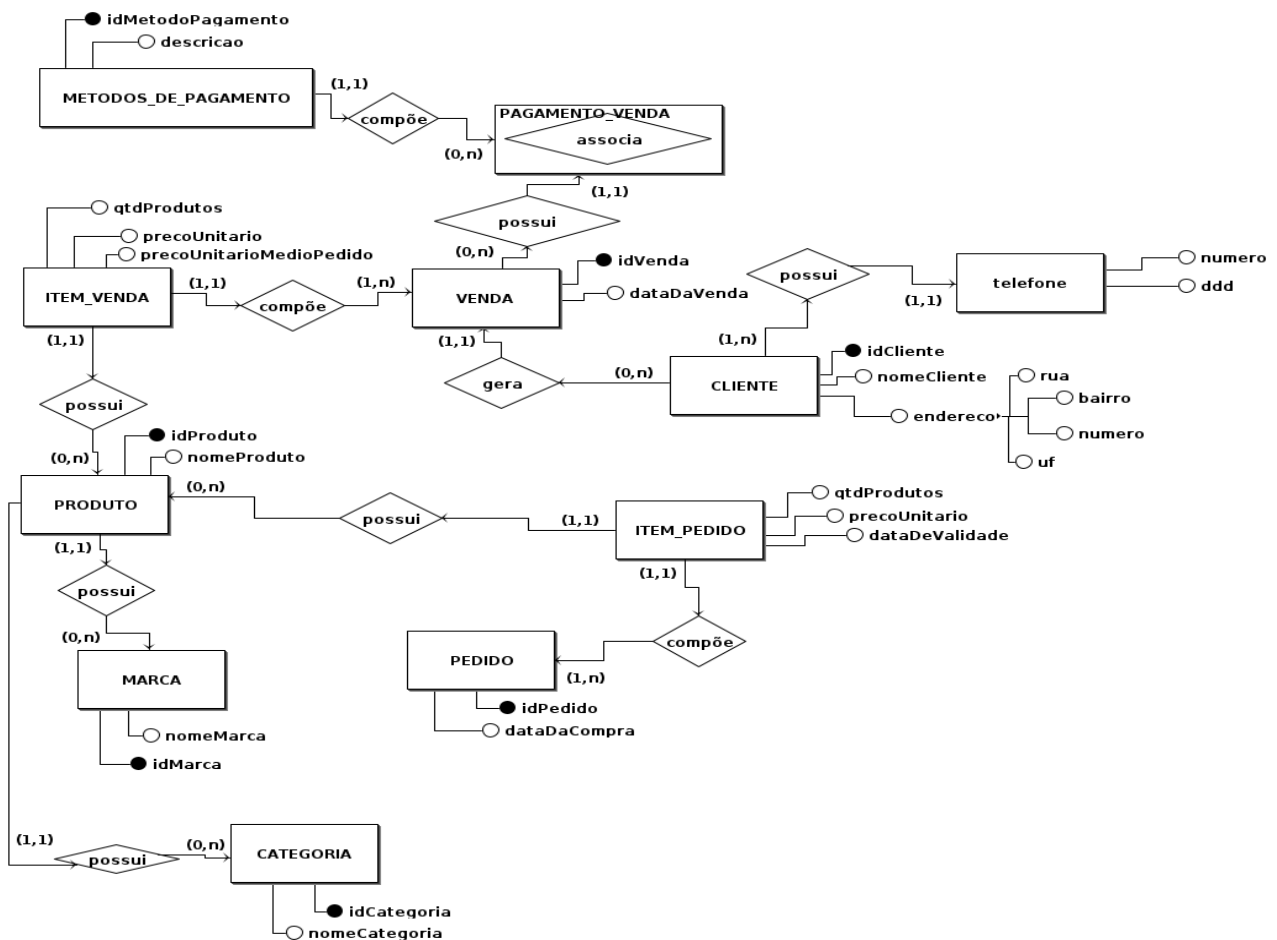 idMetodoPagamento
descricao
METODOS_DE_PAGAMENTO
(1,1)
compõe
(0,n)
PAGAMENTO_VENDA
associa
(1,1)
possui
(0,n)
qtdProdutos
precoUnitario
precoUnitarioMedioPedido
ITEM_VENDA
(1,1)
compõe
(1,n)
VENDA
idVenda
dataDaVenda
(1,1)
gera
(0,n)
CLIENTE
(1,n)
possui
(1,1)
telefone
numero
ddd
idCliente
nomeCliente
endereco
rua
bairro
numero
uf
(1,1)
possui
(0,n)
idProduto
nomeProduto
PRODUTO
(0,n)
possui
(1,1)
ITEM_PEDIDO
qtdProdutos
precoUnitario
dataDeValidade
(1,1)
compõe
(1,n)
PEDIDO
idPedido
dataDaCompra
(1,1)
possui
(0,n)
MARCA
nomeMarca
idMarca
(1,1)
possui
(0,n)
CATEGORIA
idCategoria
nomeCategoria